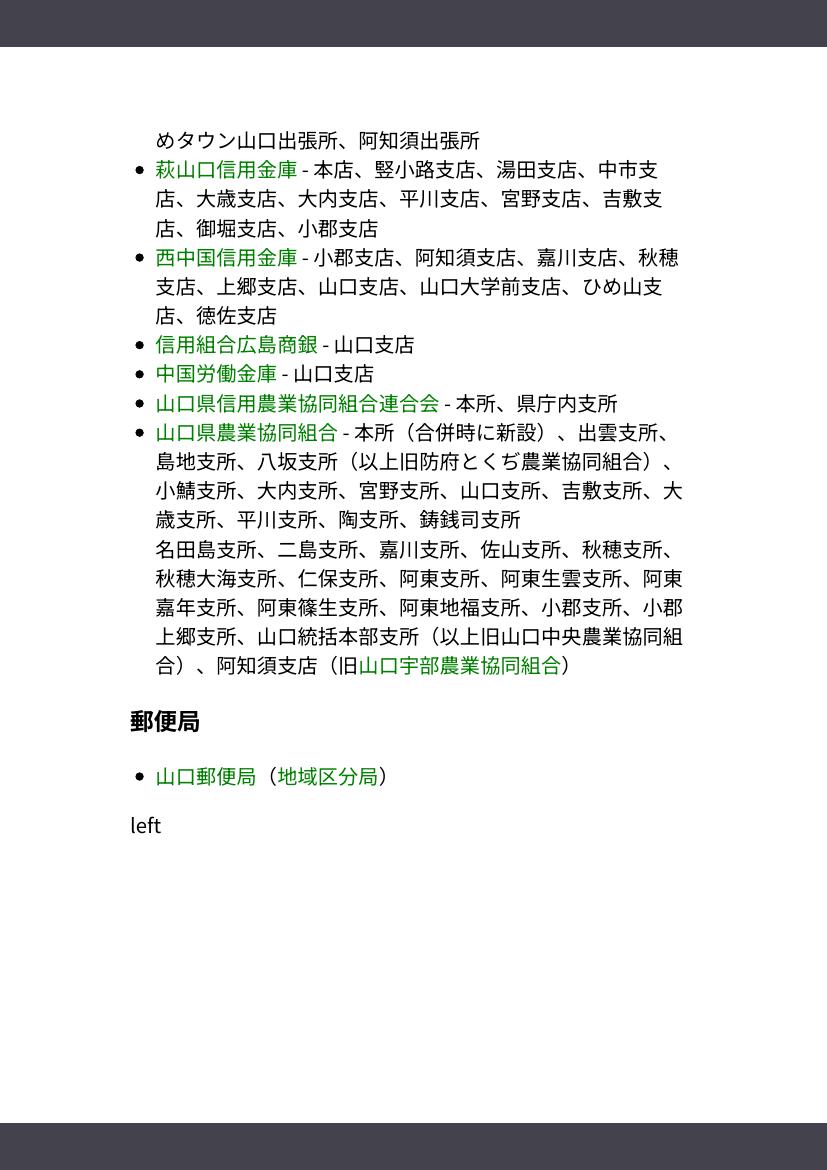 めタウン山口出張所、阿知須出張所
萩山口信用金庫 - 本店、竪小路支店、湯田支店、中市支
店、大歳支店、大内支店、平川支店、宮野支店、吉敷支
店、御堀支店、小郡支店
西中国信用金庫 - 小郡支店、阿知須支店、嘉川支店、秋穂
支店、上郷支店、山口支店、山口大学前支店、ひめ山支
店、徳佐支店
信用組合広島商銀 - 山口支店
中国労働金庫 - 山口支店
山口県信用農業協同組合連合会 - 本所、県庁内支所
山口県農業協同組合 - 本所（合併時に新設）、出雲支所、
島地支所、八坂支所（以上旧防府とくぢ農業協同組合）、
小鯖支所、大内支所、宮野支所、山口支所、吉敷支所、大
歳支所、平川支所、陶支所、鋳銭司支所
名田島支所、二島支所、嘉川支所、佐山支所、秋穂支所、
秋穂大海支所、仁保支所、阿東支所、阿東生雲支所、阿東
嘉年支所、阿東篠生支所、阿東地福支所、小郡支所、小郡
上郷支所、山口統括本部支所（以上旧山口中央農業協同組
合）、阿知須支店（旧山口宇部農業協同組合）
郵便局
山口郵便局（地域区分局）
left